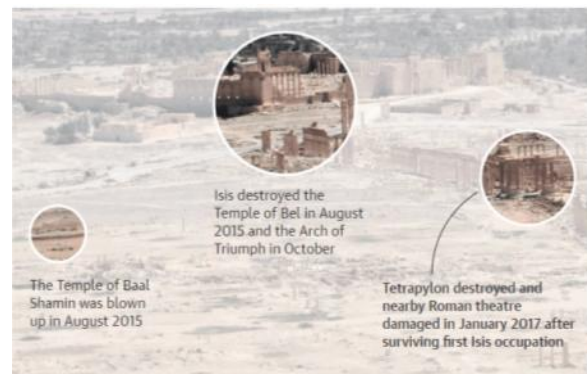 Isis destroyed the
Temple of Bel in August
2015 and the Arch of
Triumph in October
The Temple of Baal
Shamin was blown
up in August 2015
Tetrapylon destroyed and
nearby Roman theatre
damaged in January 2017 after
surviving first Isis occupation